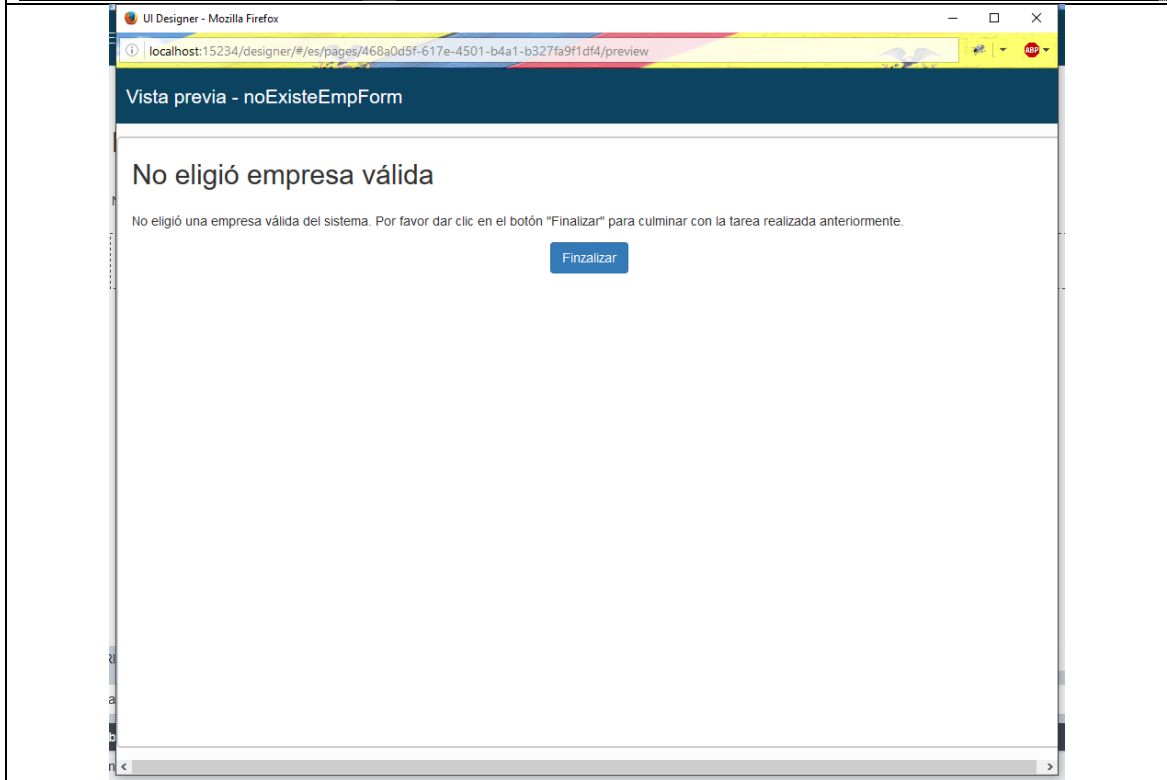 UI Designer - Mozilla Firefox
localhost:15234/designer/#/es/pages/468a0d5f-617e-4501-b4a1-b327fa9f1df4/preview
ABP
Vista previa - noExisteEmpForm
No eligió empresa válida
No eligió una empresa válida del sistema. Por favor dar clic en el botón "Finalizar" para culminar con la tarea realizada anteriormente.
Finzalizar